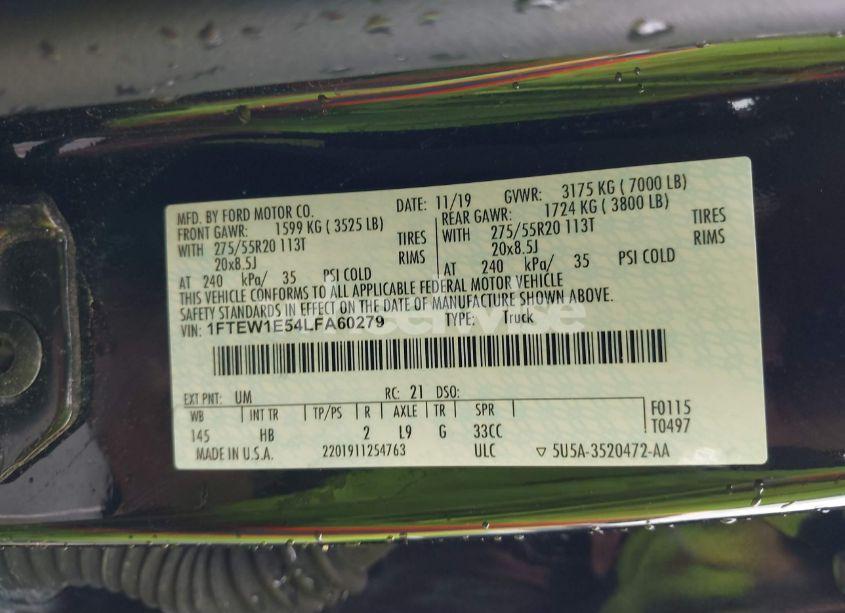 MFD. BY FORD MOTOR CO. DATE: 11/19 GVWR: 3175 KG ( 7000 LB)
FRONT GAWR: 1599 KG ( 3525 LB) REAR GAWR: 1724 KG ( 3800 LB)
WITH 275/55R20 113T TIRES WITH 275/55R20 113T TIRES
20x8.5J RIMS 20x8.5J RIMS
AT 240 kPa/ 35 PSI COLD AT 240 kPa/ 35 PSI COLD
THIS VEHICLE CONFORMS TO ALL APPLICABLE FEDERAL MOTOR VEHICLE
SAFETY STANDARDS IN EFFECT ON THE DATE OF MANUFACTURE SHOWN ABOVE.
VIN: 1FTEW1E54LFA60279 TYPE: Truck
EXT PNT: UM RC: 21 DSO:
WB INT TR TP/PS R AXLE TR SPR F0115
145 HB 2 L9 G 33CC T0497
MADE IN U.S.A. 2201911254763 ULC ▽ 5U5A-3520472-AA